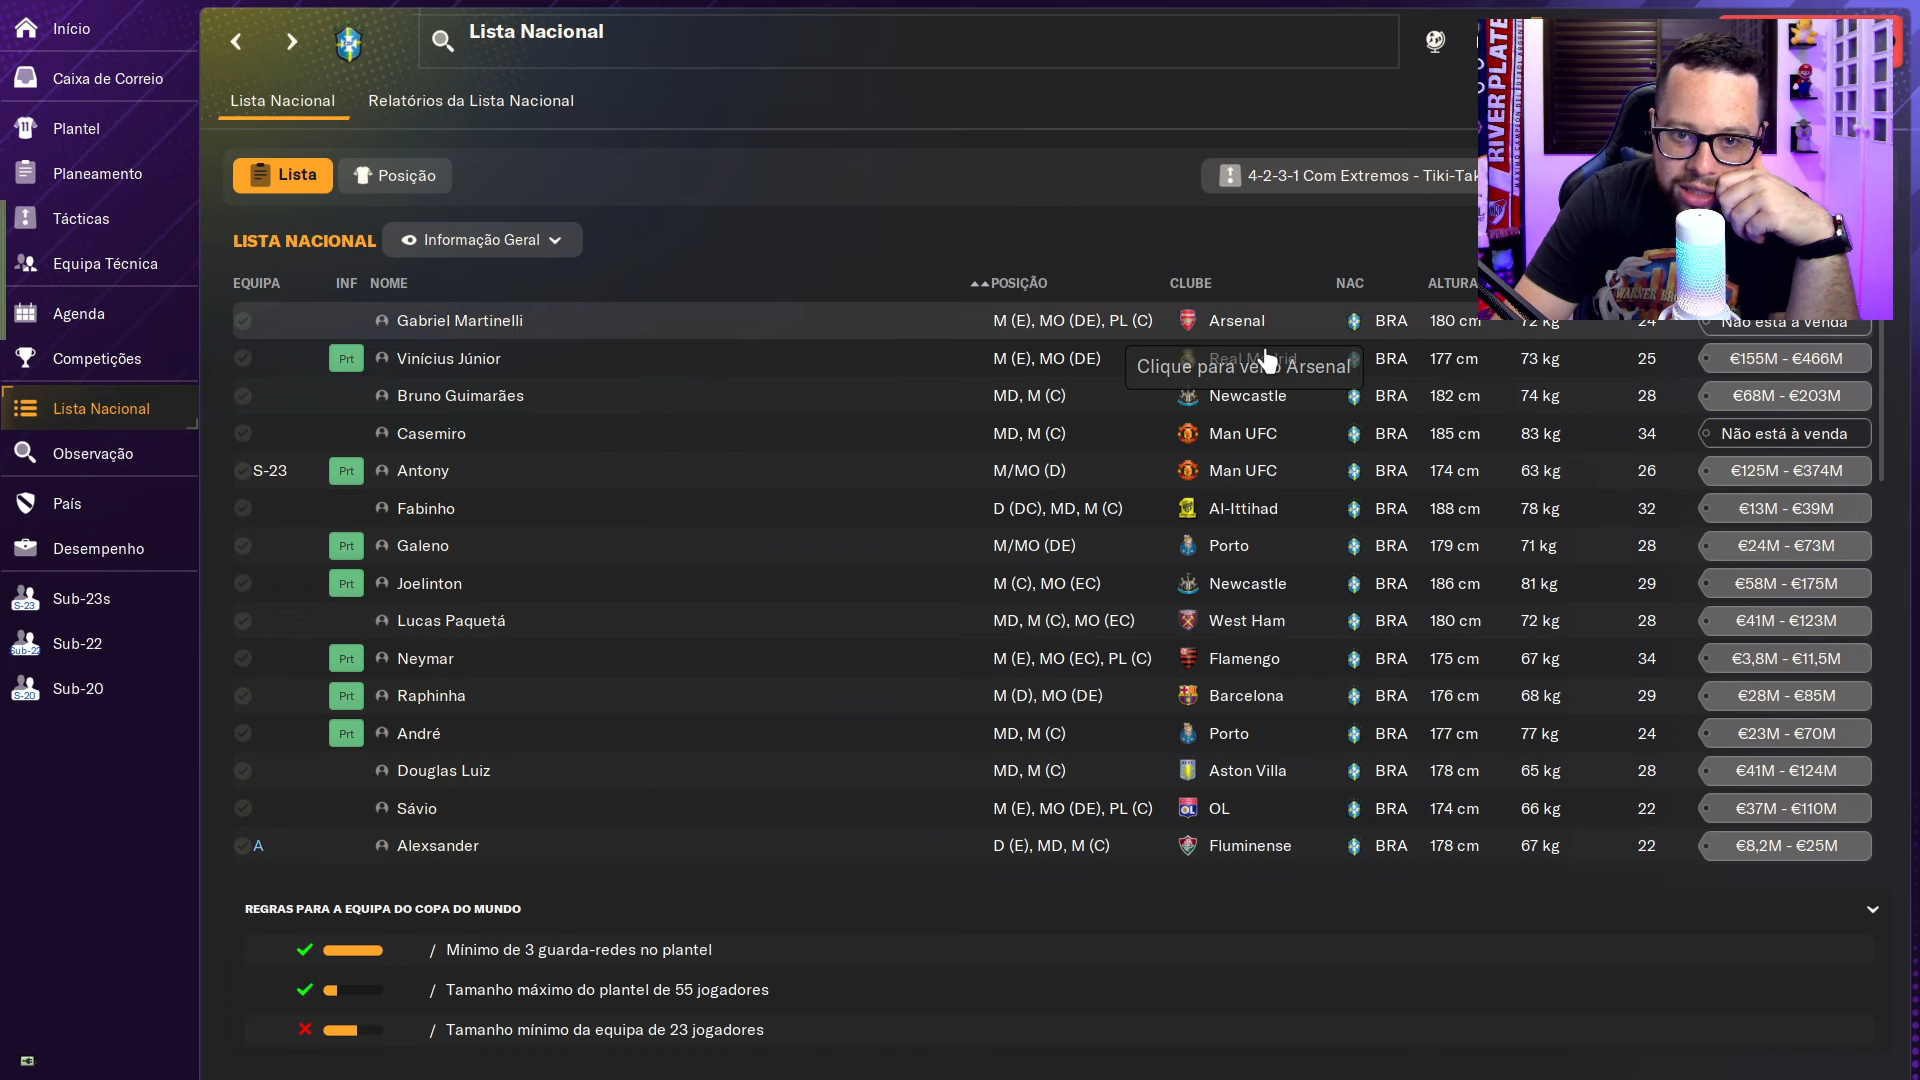 Início
Caixa de Correio
Plantel
Planeamento
Tácticas
Equipa Técnica
Agenda
Competições
Lista Nacional
Observação
País
Desempenho
S-23 Sub-23s
Sub-22 Sub-22
S-20 Sub-20
Lista Nacional
Lista Nacional Relatórios da Lista Nacional
Lista Posição 4-2-3-1 Com Extremos - Tiki-Tak
LISTA NACIONAL Informação Geral
EQUIPA INF NOME POSIÇÃO CLUBE NAC ALTURA
Gabriel Martinelli M (E), MO (DE), PL (C) Arsenal BRA 180 cm 72 kg 24 Não está à venda
Prt Vinícius Júnior M (E), MO (DE) Real Madrid 177 cm 73 kg 25 €155M - €466M
Clique para ver o Arsenal
Bruno Guimarães MD, M (C) Newcastle BRA 182 cm 74 kg 28 €68M - €203M
Casemiro MD, M (C) Man UFC BRA 185 cm 83 kg 34 Não está à venda
S-23 Prt Antony M/MO (D) Man UFC BRA 174 cm 63 kg 26 €125M - €374M
Fabinho D (DC), MD, M (C) Al-Ittihad BRA 188 cm 78 kg 32 €13M - €39M
Prt Galeno M/MO (DE) Porto BRA 179 cm 71 kg 28 €24M - €73M
Prt Joelinton M (C), MO (EC) Newcastle BRA 186 cm 81 kg 29 €58M - €175M
Lucas Paquetá MD, M (C), MO (EC) West Ham BRA 180 cm 72 kg 28 €41M - €123M
Prt Neymar M (E), MO (EC), PL (C) Flamengo BRA 175 cm 67 kg 34 €3,8M - €11,5M
Prt Raphinha M (D), MO (DE) Barcelona BRA 176 cm 68 kg 29 €28M - €85M
Prt André MD, M (C) Porto BRA 177 cm 77 kg 24 €23M - €70M
Douglas Luiz MD, M (C) Aston Villa BRA 178 cm 65 kg 28 €41M - €124M
Sávio M (E), MO (DE), PL (C) OL BRA 174 cm 66 kg 22 €37M - €110M
A Alexsander D (E), MD, M (C) Fluminense BRA 178 cm 67 kg 22 €8,2M - €25M
REGRAS PARA A EQUIPA DO COPA DO MUNDO
/ Mínimo de 3 guarda-redes no plantel
/ Tamanho máximo do plantel de 55 jogadores
/ Tamanho mínimo da equipa de 23 jogadores
RIVER PLATE
WARNER BR